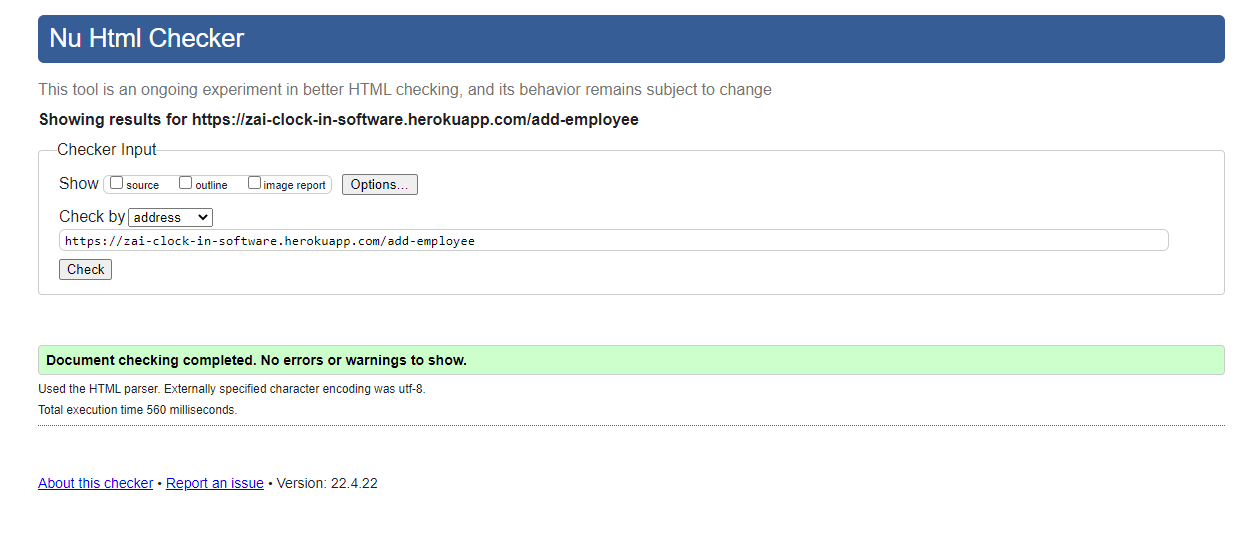 Nu Html Checker
This tool is an ongoing experiment in better HTML checking, and its behavior remains subject to change
Showing results for https://zai-clock-in-software.herokuapp.com/add-employee
Checker Input
Show source outline image report Options...
Check by address
https://zai-clock-in-software.herokuapp.com/add-employee
Check
Document checking completed. No errors or warnings to show.
Used the HTML parser. Externally specified character encoding was utf-8.
Total execution time 560 milliseconds.
About this checker • Report an issue • Version: 22.4.22